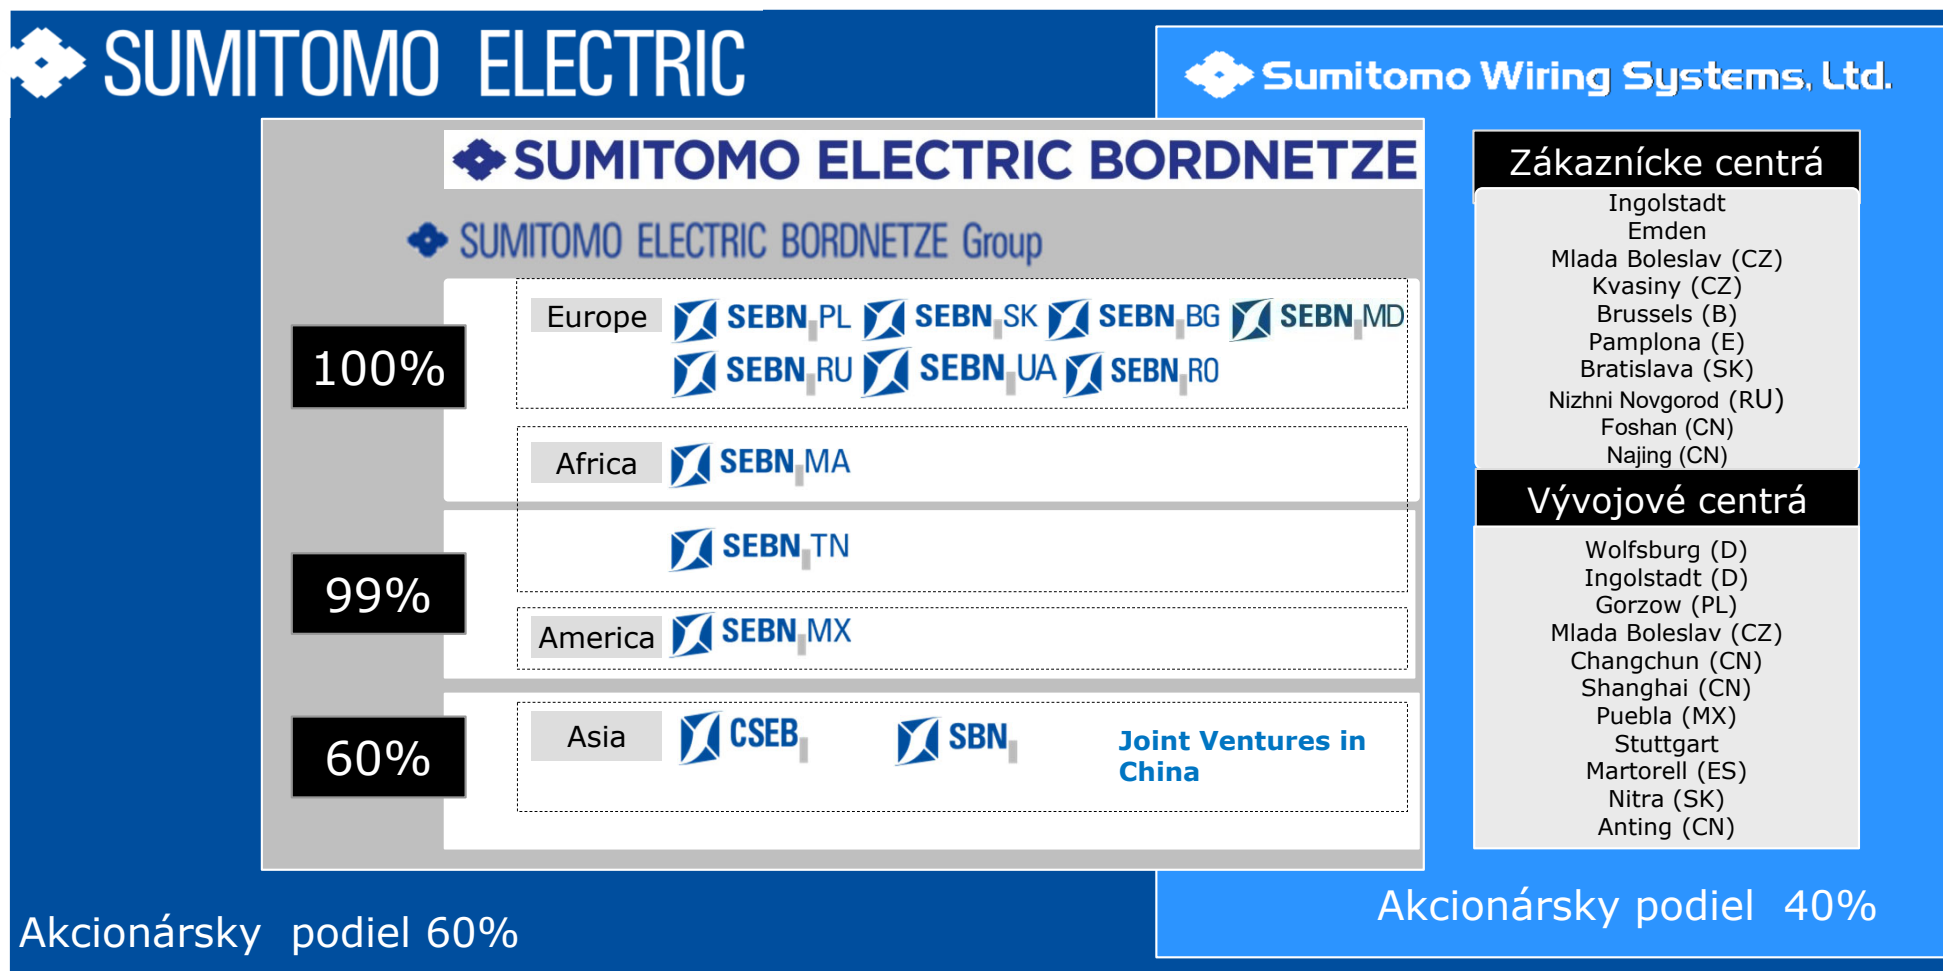 SUMITOMO ELECTRIC
Sumitomo Wiring Systems, Ltd.
SUMITOMO ELECTRIC BORDNETZE
SUMITOMO ELECTRIC BORDNETZE Group
100%
Europe
SEBN PL SEBN SK SEBN BG SEBN MD
SEBN RU SEBN UA SEBN RO
Africa
SEBN MA
99%
SEBN TN
America
SEBN MX
60%
Asia
CSEB SBN
Joint Ventures in
China
Zákaznícke centrá
Ingolstadt
Emden
Mlada Boleslav (CZ)
Kvasiny (CZ)
Brussels (B)
Pamplona (E)
Bratislava (SK)
Nizhni Novgorod (RU)
Foshan (CN)
Najing (CN)
Vývojové centrá
Wolfsburg (D)
Ingolstadt (D)
Gorzow (PL)
Mlada Boleslav (CZ)
Changchun (CN)
Shanghai (CN)
Puebla (MX)
Stuttgart
Martorell (ES)
Nitra (SK)
Anting (CN)
Akcionársky podiel 60%
Akcionársky podiel 40%